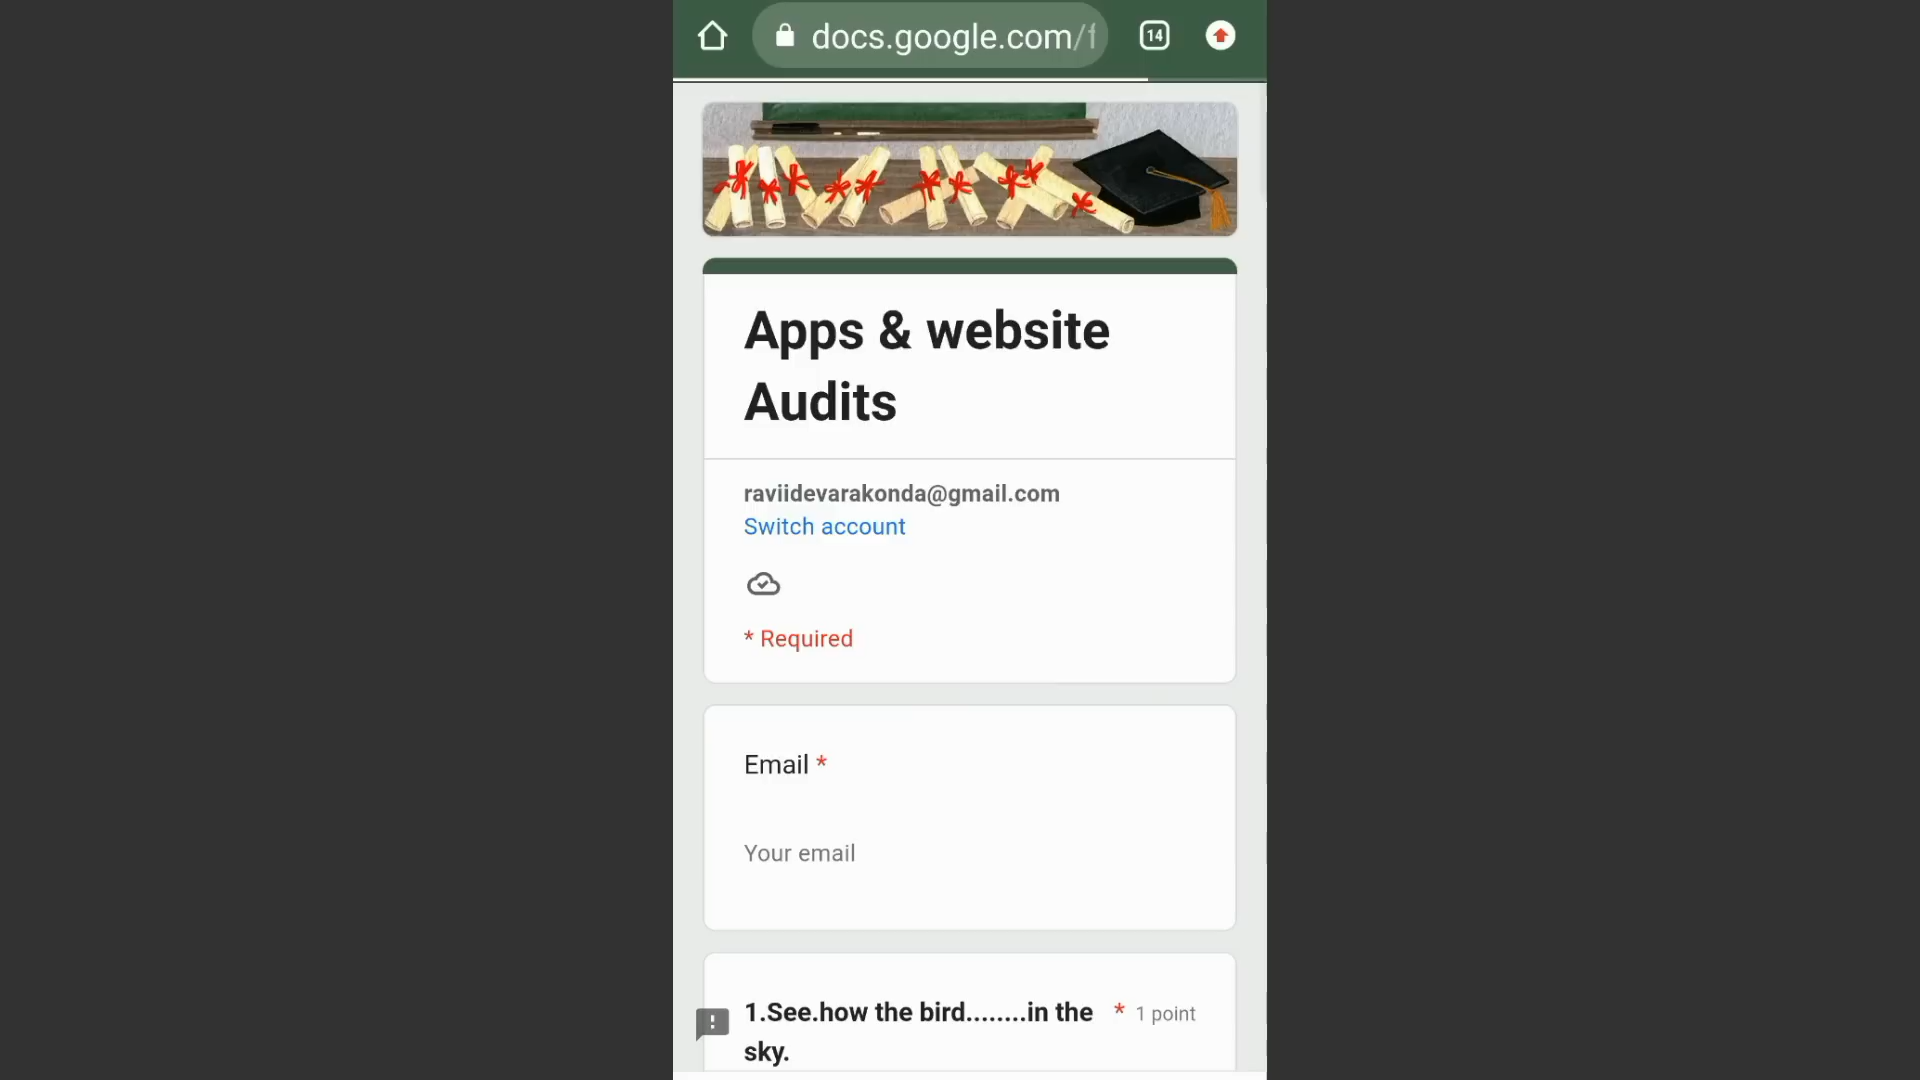 docs.google.com/f
14
Apps & website
Audits
raviidevarakonda@gmail.com
Switch account
* Required
Email *
Your email
1.See.how the bird........in the * 1 point
sky.